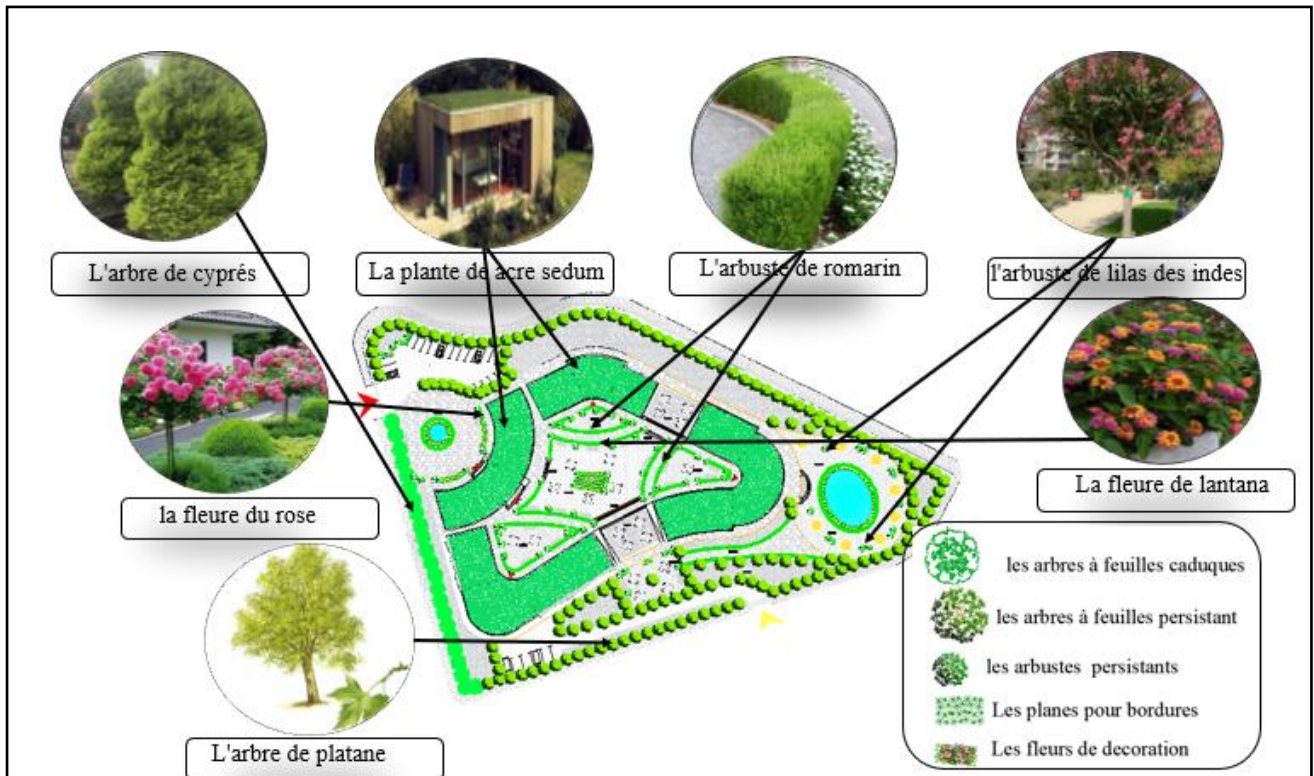 L'arbre de cyprés
La plante de acre sedum
L'arbuste de romarin
l'arbuste de lilas des indes
la fleure du rose
La fleure de lantana
L'arbre de platane
les arbres à feuilles caduques
les arbres à feuilles persistant
les arbustes persistants
Les planes pour bordures
Les fleurs de decoration